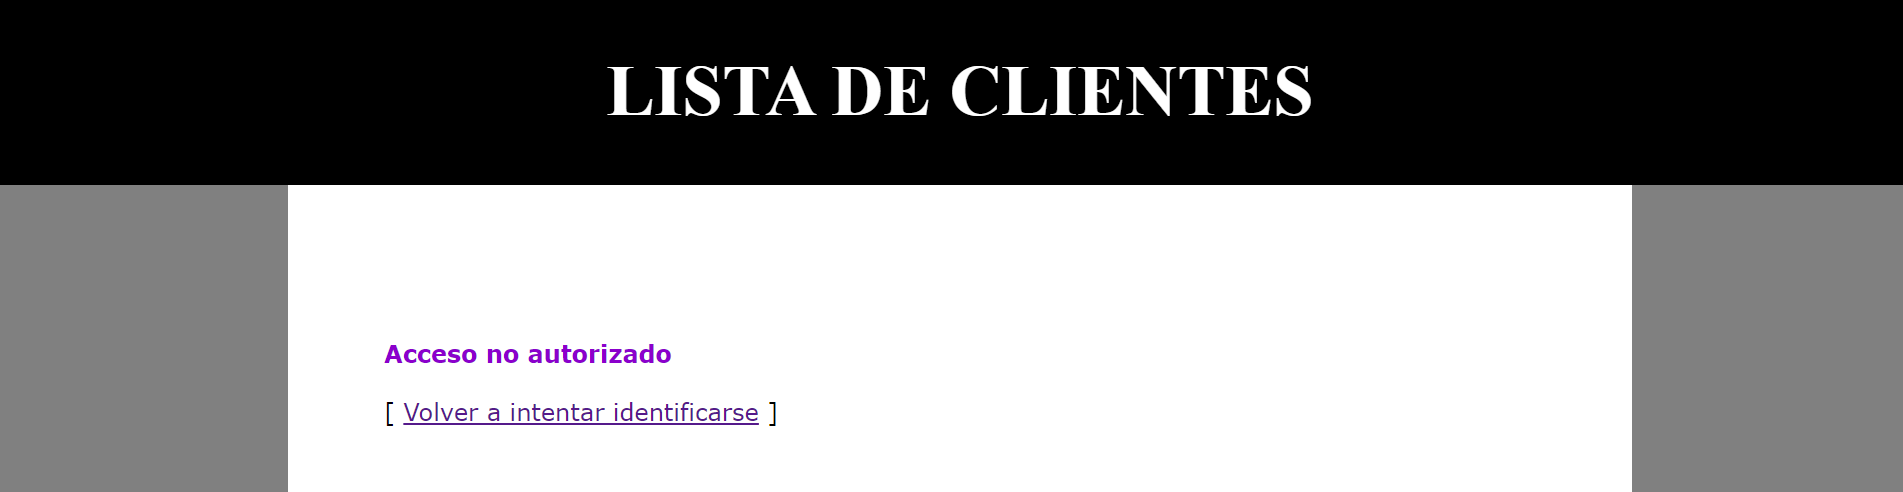 LISTA DE CLIENTES
Acceso no autorizado
[ Volver a intentar identificarse ]